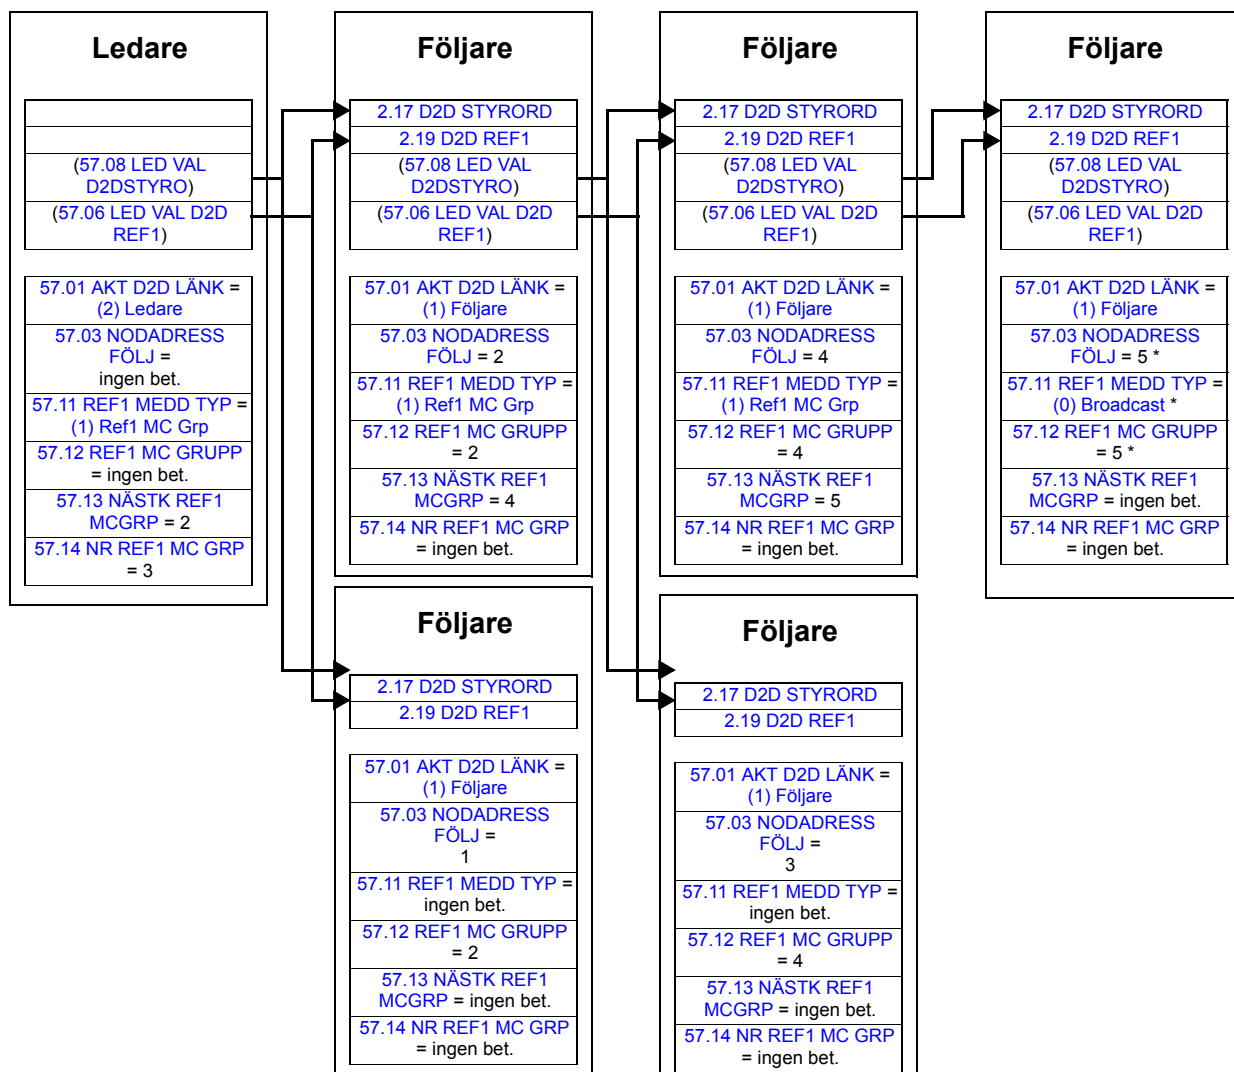 Ledare
(57.08 LED VAL
D2DSTYRO)
(57.06 LED VAL D2D
REF1)
57.01 AKT D2D LÄNK =
(2) Ledare
57.03 NODADRESS
FÖLJ =
ingen bet.
57.11 REF1 MEDD TYP =
(1) Ref1 MC Grp
57.12 REF1 MC GRUPP
= ingen bet.
57.13 NÄSTK REF1
MCGRP = 2
57.14 NR REF1 MC GRP
= 3
Följare
2.17 D2D STYRORD
2.19 D2D REF1
(57.08 LED VAL
D2DSTYRO)
(57.06 LED VAL D2D
REF1)
57.01 AKT D2D LÄNK =
(1) Följare
57.03 NODADRESS
FÖLJ = 2
57.11 REF1 MEDD TYP =
(1) Ref1 MC Grp
57.12 REF1 MC GRUPP
= 2
57.13 NÄSTK REF1
MCGRP = 4
57.14 NR REF1 MC GRP
= ingen bet.
Följare
2.17 D2D STYRORD
2.19 D2D REF1
(57.08 LED VAL
D2DSTYRO)
(57.06 LED VAL D2D
REF1)
57.01 AKT D2D LÄNK =
(1) Följare
57.03 NODADRESS
FÖLJ = 4
57.11 REF1 MEDD TYP =
(1) Ref1 MC Grp
57.12 REF1 MC GRUPP
= 4
57.13 NÄSTK REF1
MCGRP = 5
57.14 NR REF1 MC GRP
= ingen bet.
Följare
2.17 D2D STYRORD
2.19 D2D REF1
(57.08 LED VAL
D2DSTYRO)
(57.06 LED VAL D2D
REF1)
57.01 AKT D2D LÄNK =
(1) Följare
57.03 NODADRESS
FÖLJ = 5 *
57.11 REF1 MEDD TYP =
(0) Broadcast *
57.12 REF1 MC GRUPP
= 5 *
57.13 NÄSTK REF1
MCGRP = ingen bet.
57.14 NR REF1 MC GRP
= ingen bet.
Följare
2.17 D2D STYRORD
2.19 D2D REF1
57.01 AKT D2D LÄNK =
(1) Följare
57.03 NODADRESS
FÖLJ =
1
57.11 REF1 MEDD TYP =
ingen bet.
57.12 REF1 MC GRUPP
= 2
57.13 NÄSTK REF1
MCGRP = ingen bet.
57.14 NR REF1 MC GRP
= ingen bet.
Följare
2.17 D2D STYRORD
2.19 D2D REF1
57.01 AKT D2D LÄNK =
(1) Följare
57.03 NODADRESS
FÖLJ =
3
57.11 REF1 MEDD TYP =
ingen bet.
57.12 REF1 MC GRUPP
= 4
57.13 NÄSTK REF1
MCGRP = ingen bet.
57.14 NR REF1 MC GRP
= ingen bet.